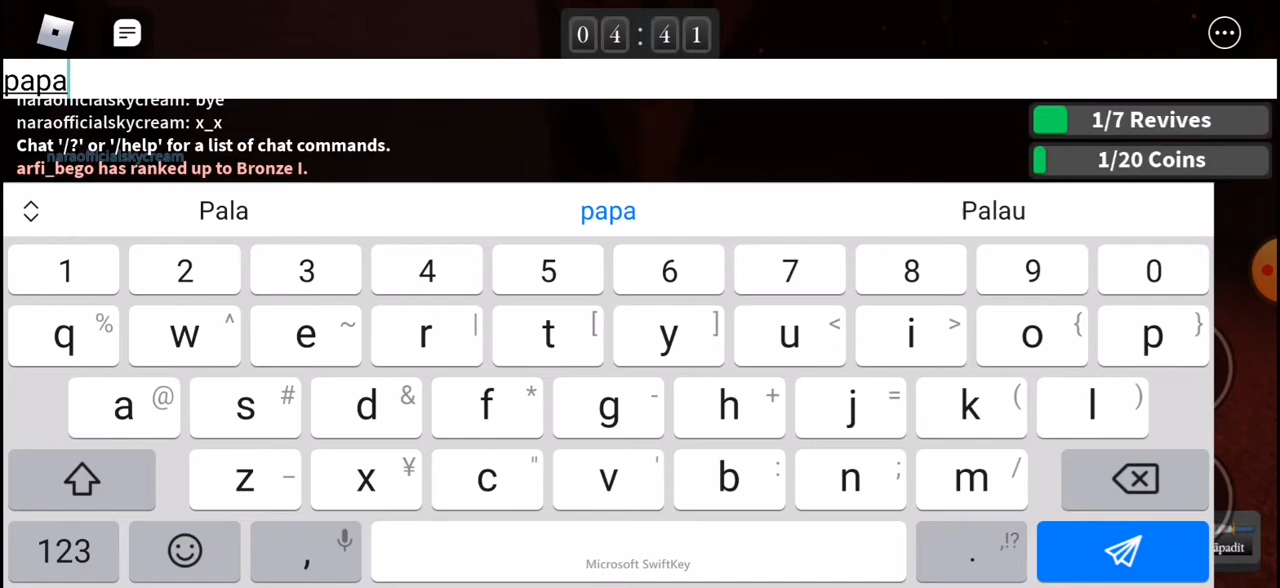 04:41
papa
naraofficialskycream: bye
naraofficialskycream: x_x
Chat '/?' or '/help' for a list of chat commands.
naraofficialskycream
arfi_bego has ranked up to Bronze I.
1/7 Revives
1/20 Coins
Pala papa Palau
1 2 3 4 5 6 7 8 9 0
q % w ^ e ~ r | t [ y ] u < i > o { p }
a @ s # d & f * g - h + j = k ( l )
z _ x ¥ c " v ' b : n ; m /
123 , Microsoft SwiftKey . ,!?
āpadit